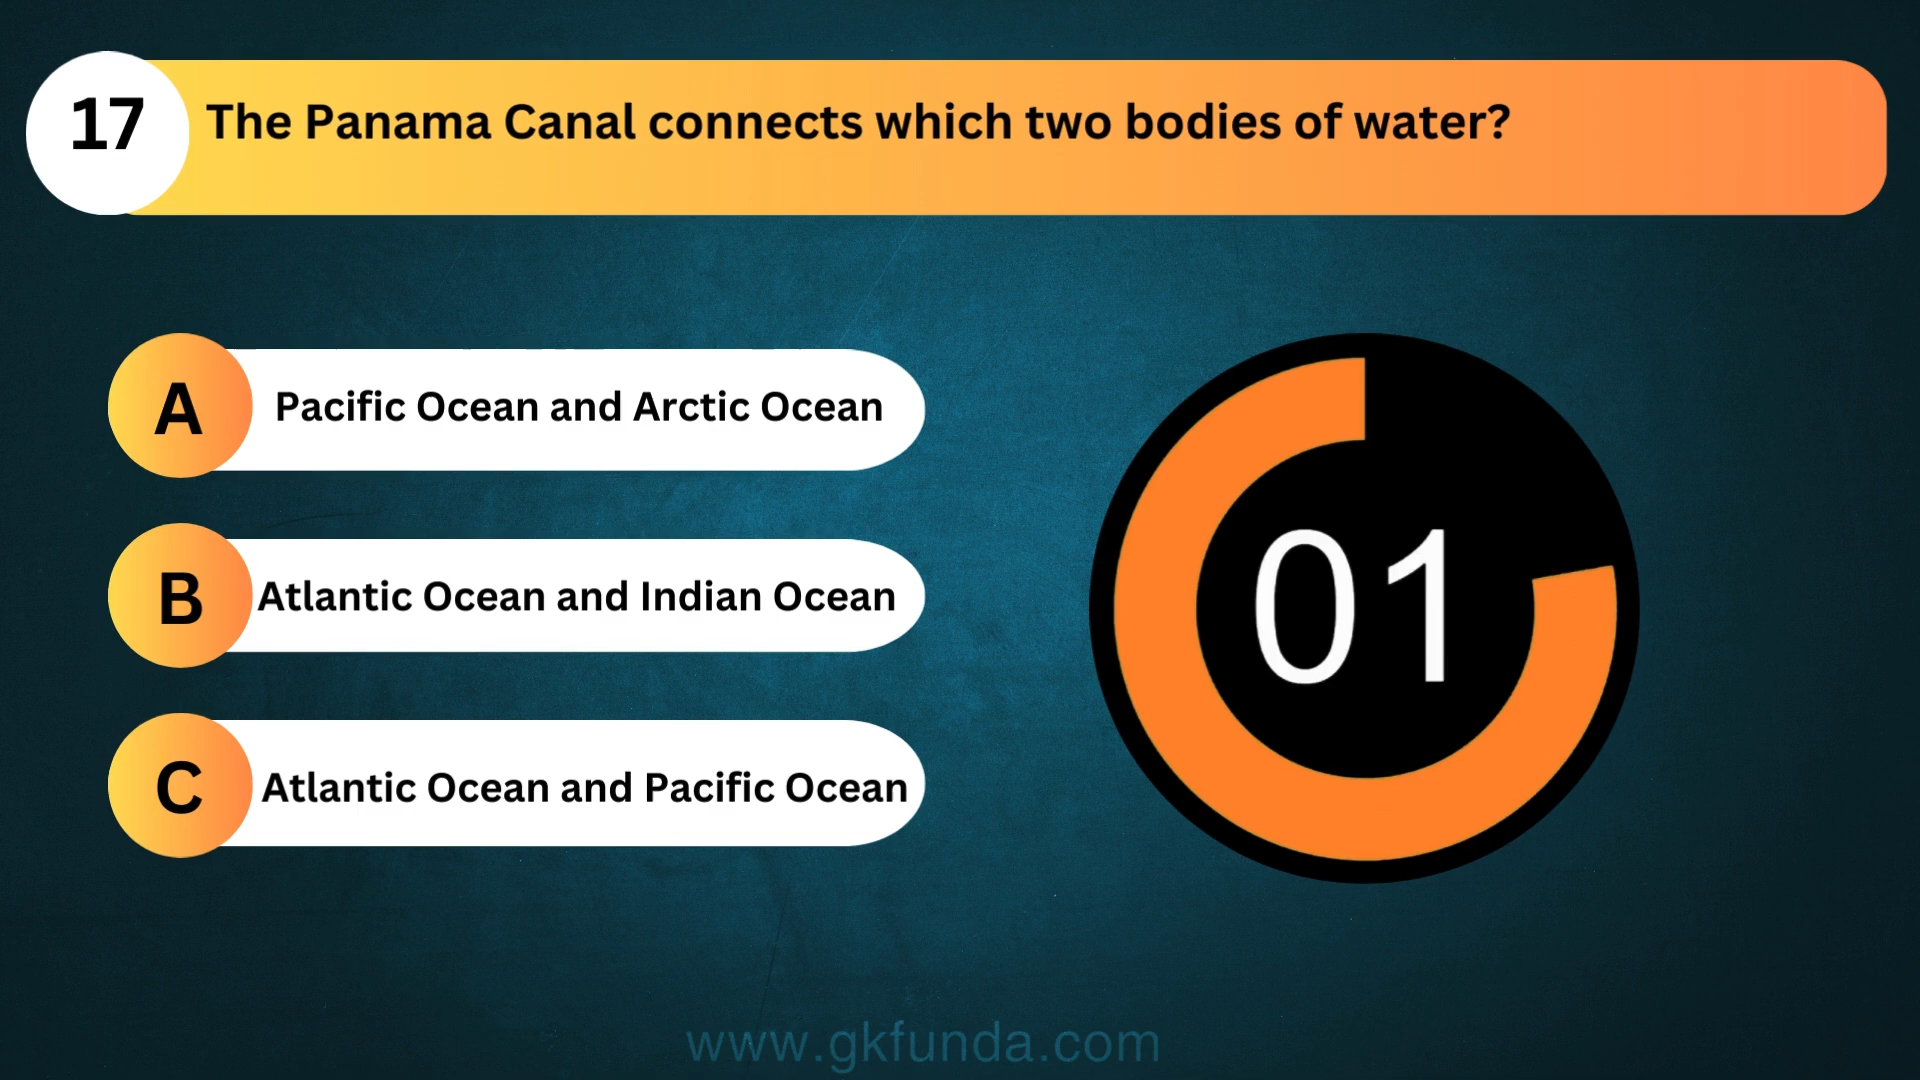 17
The Panama Canal connects which two bodies of water?
A
Pacific Ocean and Arctic Ocean
B
Atlantic Ocean and Indian Ocean
C
Atlantic Ocean and Pacific Ocean
01
www.gkfunda.com